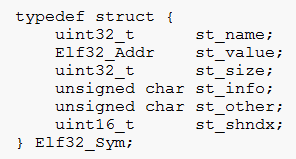 typedef struct {
    uint32_t      st_name;
    Elf32_Addr    st_value;
    uint32_t      st_size;
    unsigned char st_info;
    unsigned char st_other;
    uint16_t      st_shndx;
} Elf32_Sym;